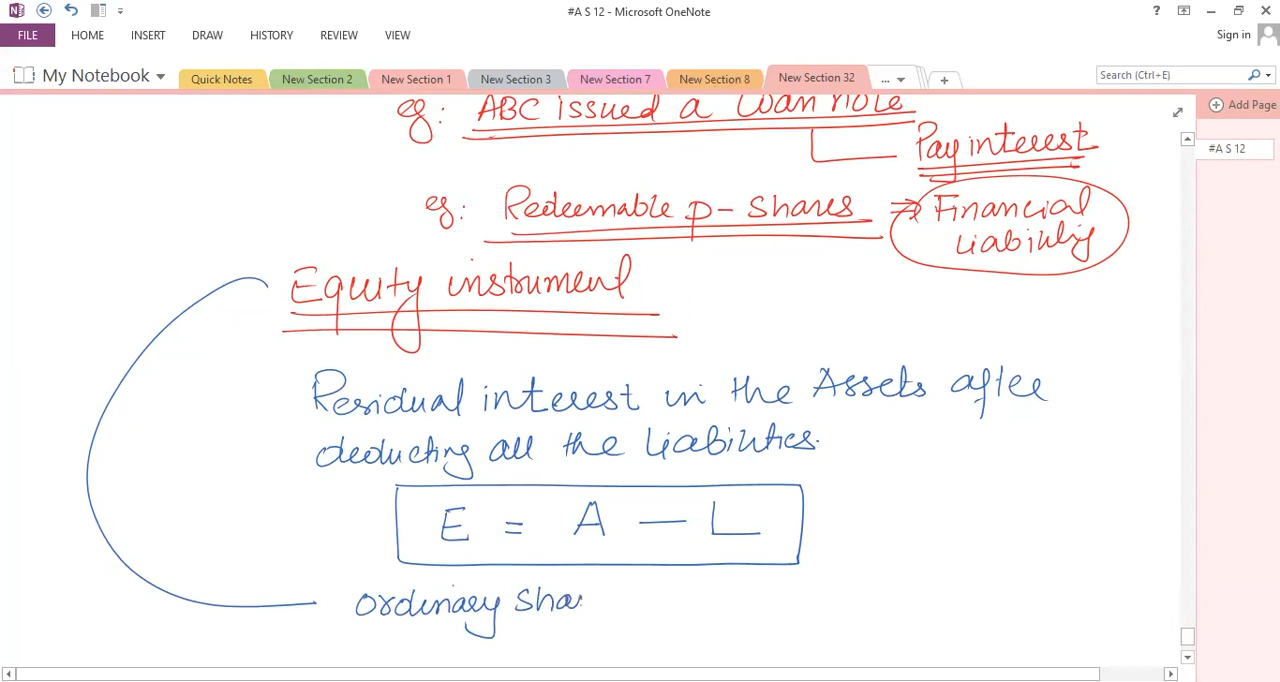 #A S 12 - Microsoft OneNote
FILE HOME INSERT DRAW HISTORY REVIEW VIEW
Sign in
My Notebook
Quick Notes New Section 2 New Section 1 New Section 3 New Section 7 New Section 8 New Section 32 ...
Search (Ctrl+E)
Add Page
#A S 12
eg: ABC issued a Loan note
Pay interest
eg: Redeemable p- shares ⇒ Financial
Liability
Equity instrument
Residual interest in the Assets after
deducting all the Liabilities.
E = A — L
Ordinary Sha